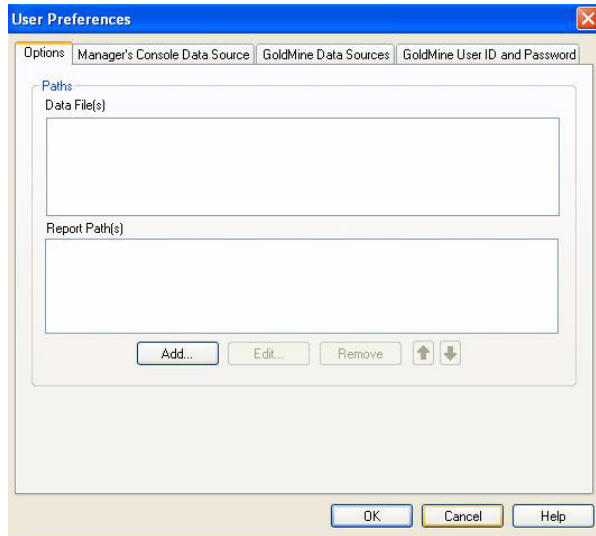 User Preferences
Options Manager's Console Data Source GoldMine Data Sources GoldMine User ID and Password
Paths
Data File(s)
Report Path(s)
Add... Edit... Remove
OK Cancel Help